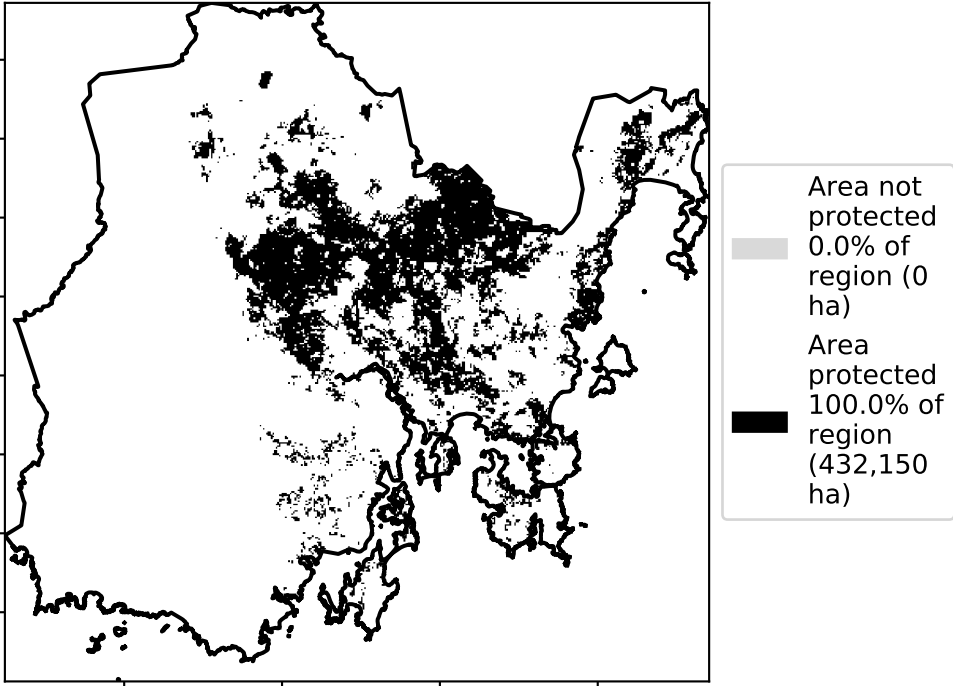 Area not
protected
0.0% of
region (0
ha)
Area
protected
100.0% of
region
(432,150
ha)